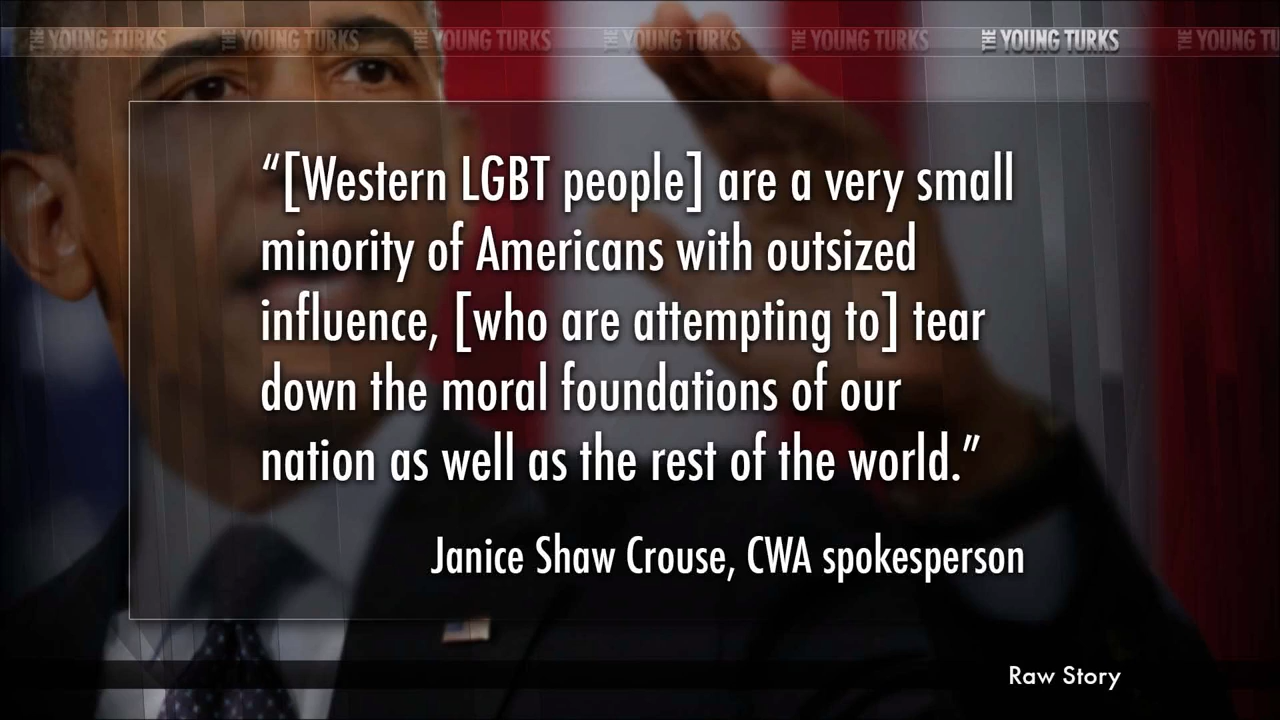 THE YOUNG TURKS THE YOUNG TURKS THE YOUNG TURKS THE YOUNG TURKS THE YOUNG TURKS THE YOUNG TURKS THE YOUNG TU
“[Western LGBT people] are a very small
minority of Americans with outsized
influence, [who are attempting to] tear
down the moral foundations of our
nation as well as the rest of the world.”
Janice Shaw Crouse, CWA spokesperson
Raw Story